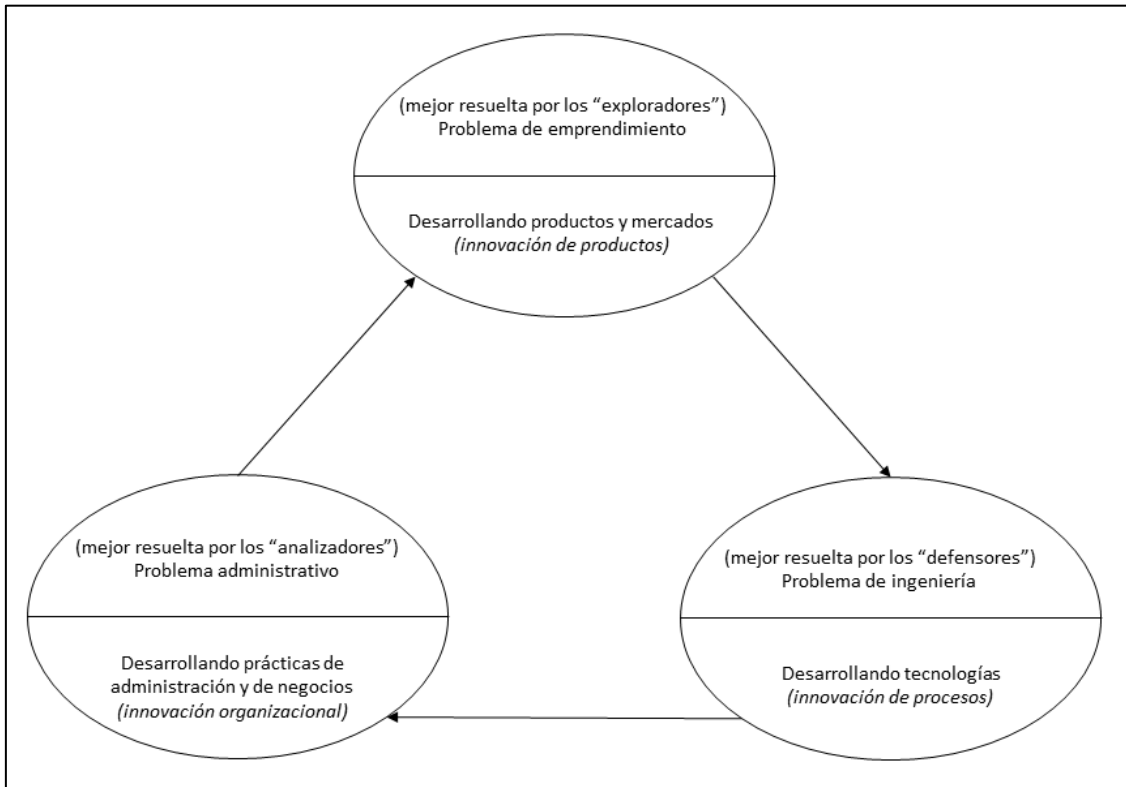 (mejor resuelta por los “exploradores”)
Problema de emprendimiento
Desarrollando productos y mercados
(innovación de productos)
(mejor resuelta por los “analizadores”)
Problema administrativo
Desarrollando prácticas de
administración y de negocios
(innovación organizacional)
(mejor resuelta por los “defensores”)
Problema de ingeniería
Desarrollando tecnologías
(innovación de procesos)